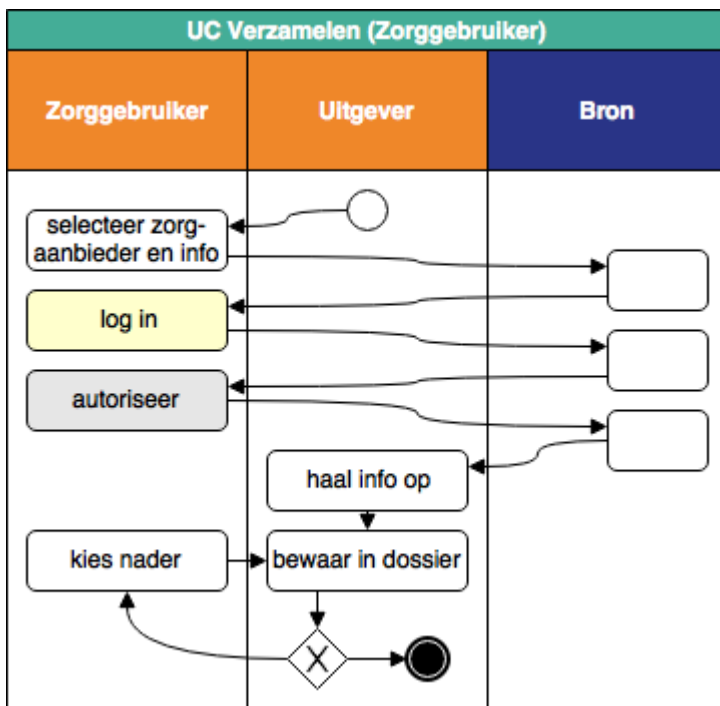 UC Verzamelen (Zorggebruiker)
Zorggebruiker
Uitgever
Bron
selecteer zorg-
aanbieder en info
log in
autoriseer
haal info op
kies nader
bewaar in dossier
X